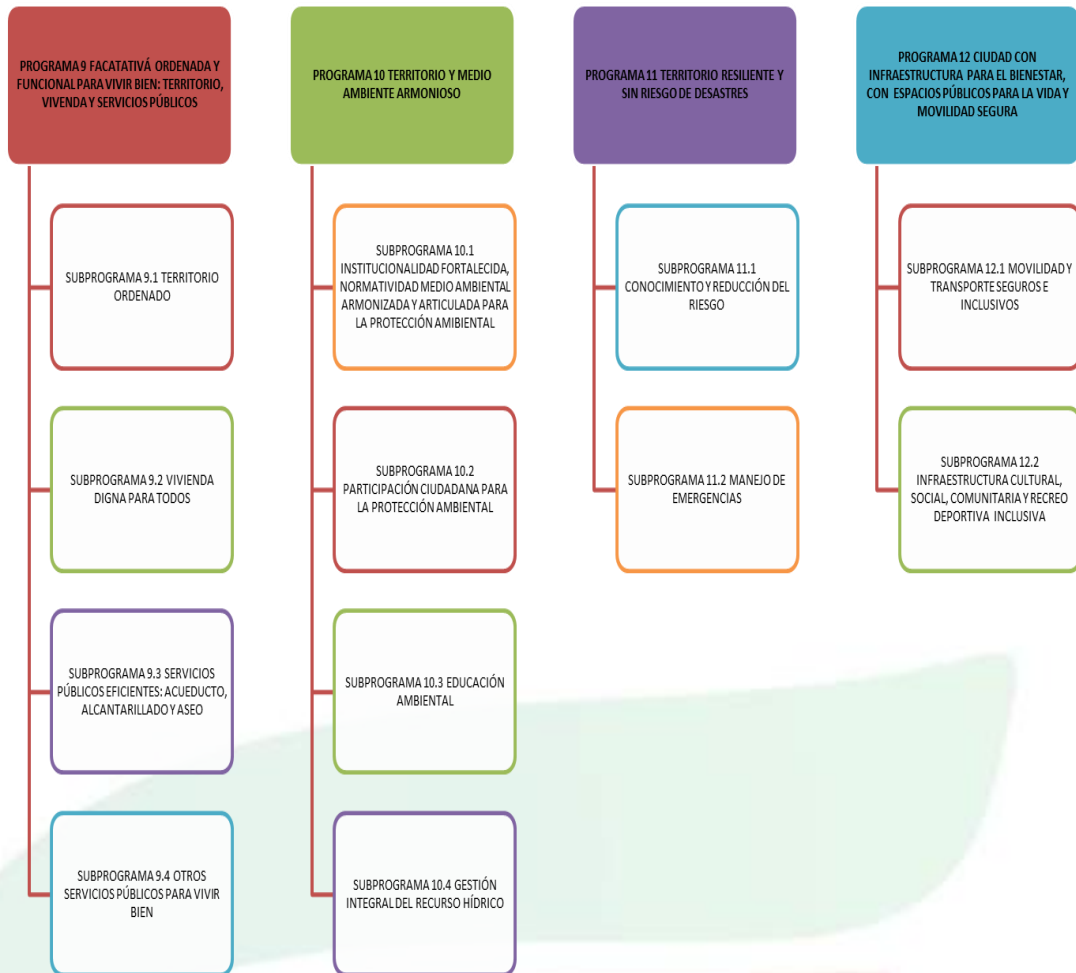 PROGRAMA 9 FACATATIVÁ ORDENADA Y
FUNCIONAL PARA VIVIR BIEN: TERRITORIO,
VIVENDA Y SERVICIOS PÚBLICOS
SUBPROGRAMA 9.1 TERRITORIO
ORDENADO
SUBPROGRAMA 9.2 VIVIENDA
DIGNA PARA TODOS
SUBPROGRAMA 9.3 SERVICIOS
PÚBLICOS EFICIENTES: ACUEDUCTO,
ALCANTARILLADO Y ASEO
SUBPROGRAMA 9.4 OTROS
SERVICIOS PÚBLICOS PARA VIVIR
BIEN
PROGRAMA 10 TERRITORIO Y MEDIO
AMBIENTE ARMONIOSO
SUBPROGRAMA 10.1
INSTITUCIONALIDAD FORTALECIDA,
NORMATIVIDAD MEDIO AMBIENTAL
ARMONIZADA Y ARTICULADA PARA
LA PROTECCIÓN AMIBIENTAL
SUBPROGRAMA 10.2
PARTICIPACIÓN CIUDADANA PARA
LA PROTECCIÓN AMBIENTAL
SUBPROGRAMA 10.3 EDUCACIÓN
AMBIENTAL
SUBPROGRAMA 10.4 GESTIÓN
INTEGRAL DEL RECURSO HÍDRICO
PROGRAMA 11 TERRITORIO RESILIENTE Y
SIN RIESGO DE DESASTRES
SUBPROGRAMA 11.1
CONOCIMIENTO Y REDUCCIÓN DEL
RIESGO
SUBPROGRAMA 11.2 MANEJO DE
EMERGENCIAS
PROGRAMA 12 CIUDAD CON
INFRAESTRUCTURA PARA EL BIENESTAR,
CON ESPACIOS PÚBLICOS PARA LA VIDA Y
MOVILIDAD SEGURA
SUBPROGRAMA 12.1 MOVILIDAD Y
TRANSPORTE SEGUROS E
INCLUSIVOS
SUBPROGRAMA 12.2
INFRAESTRUCTURA CULTURAL,
SOCIAL, COMUNITARIA Y RECREO
DEPORTIVA INCLUSIVA